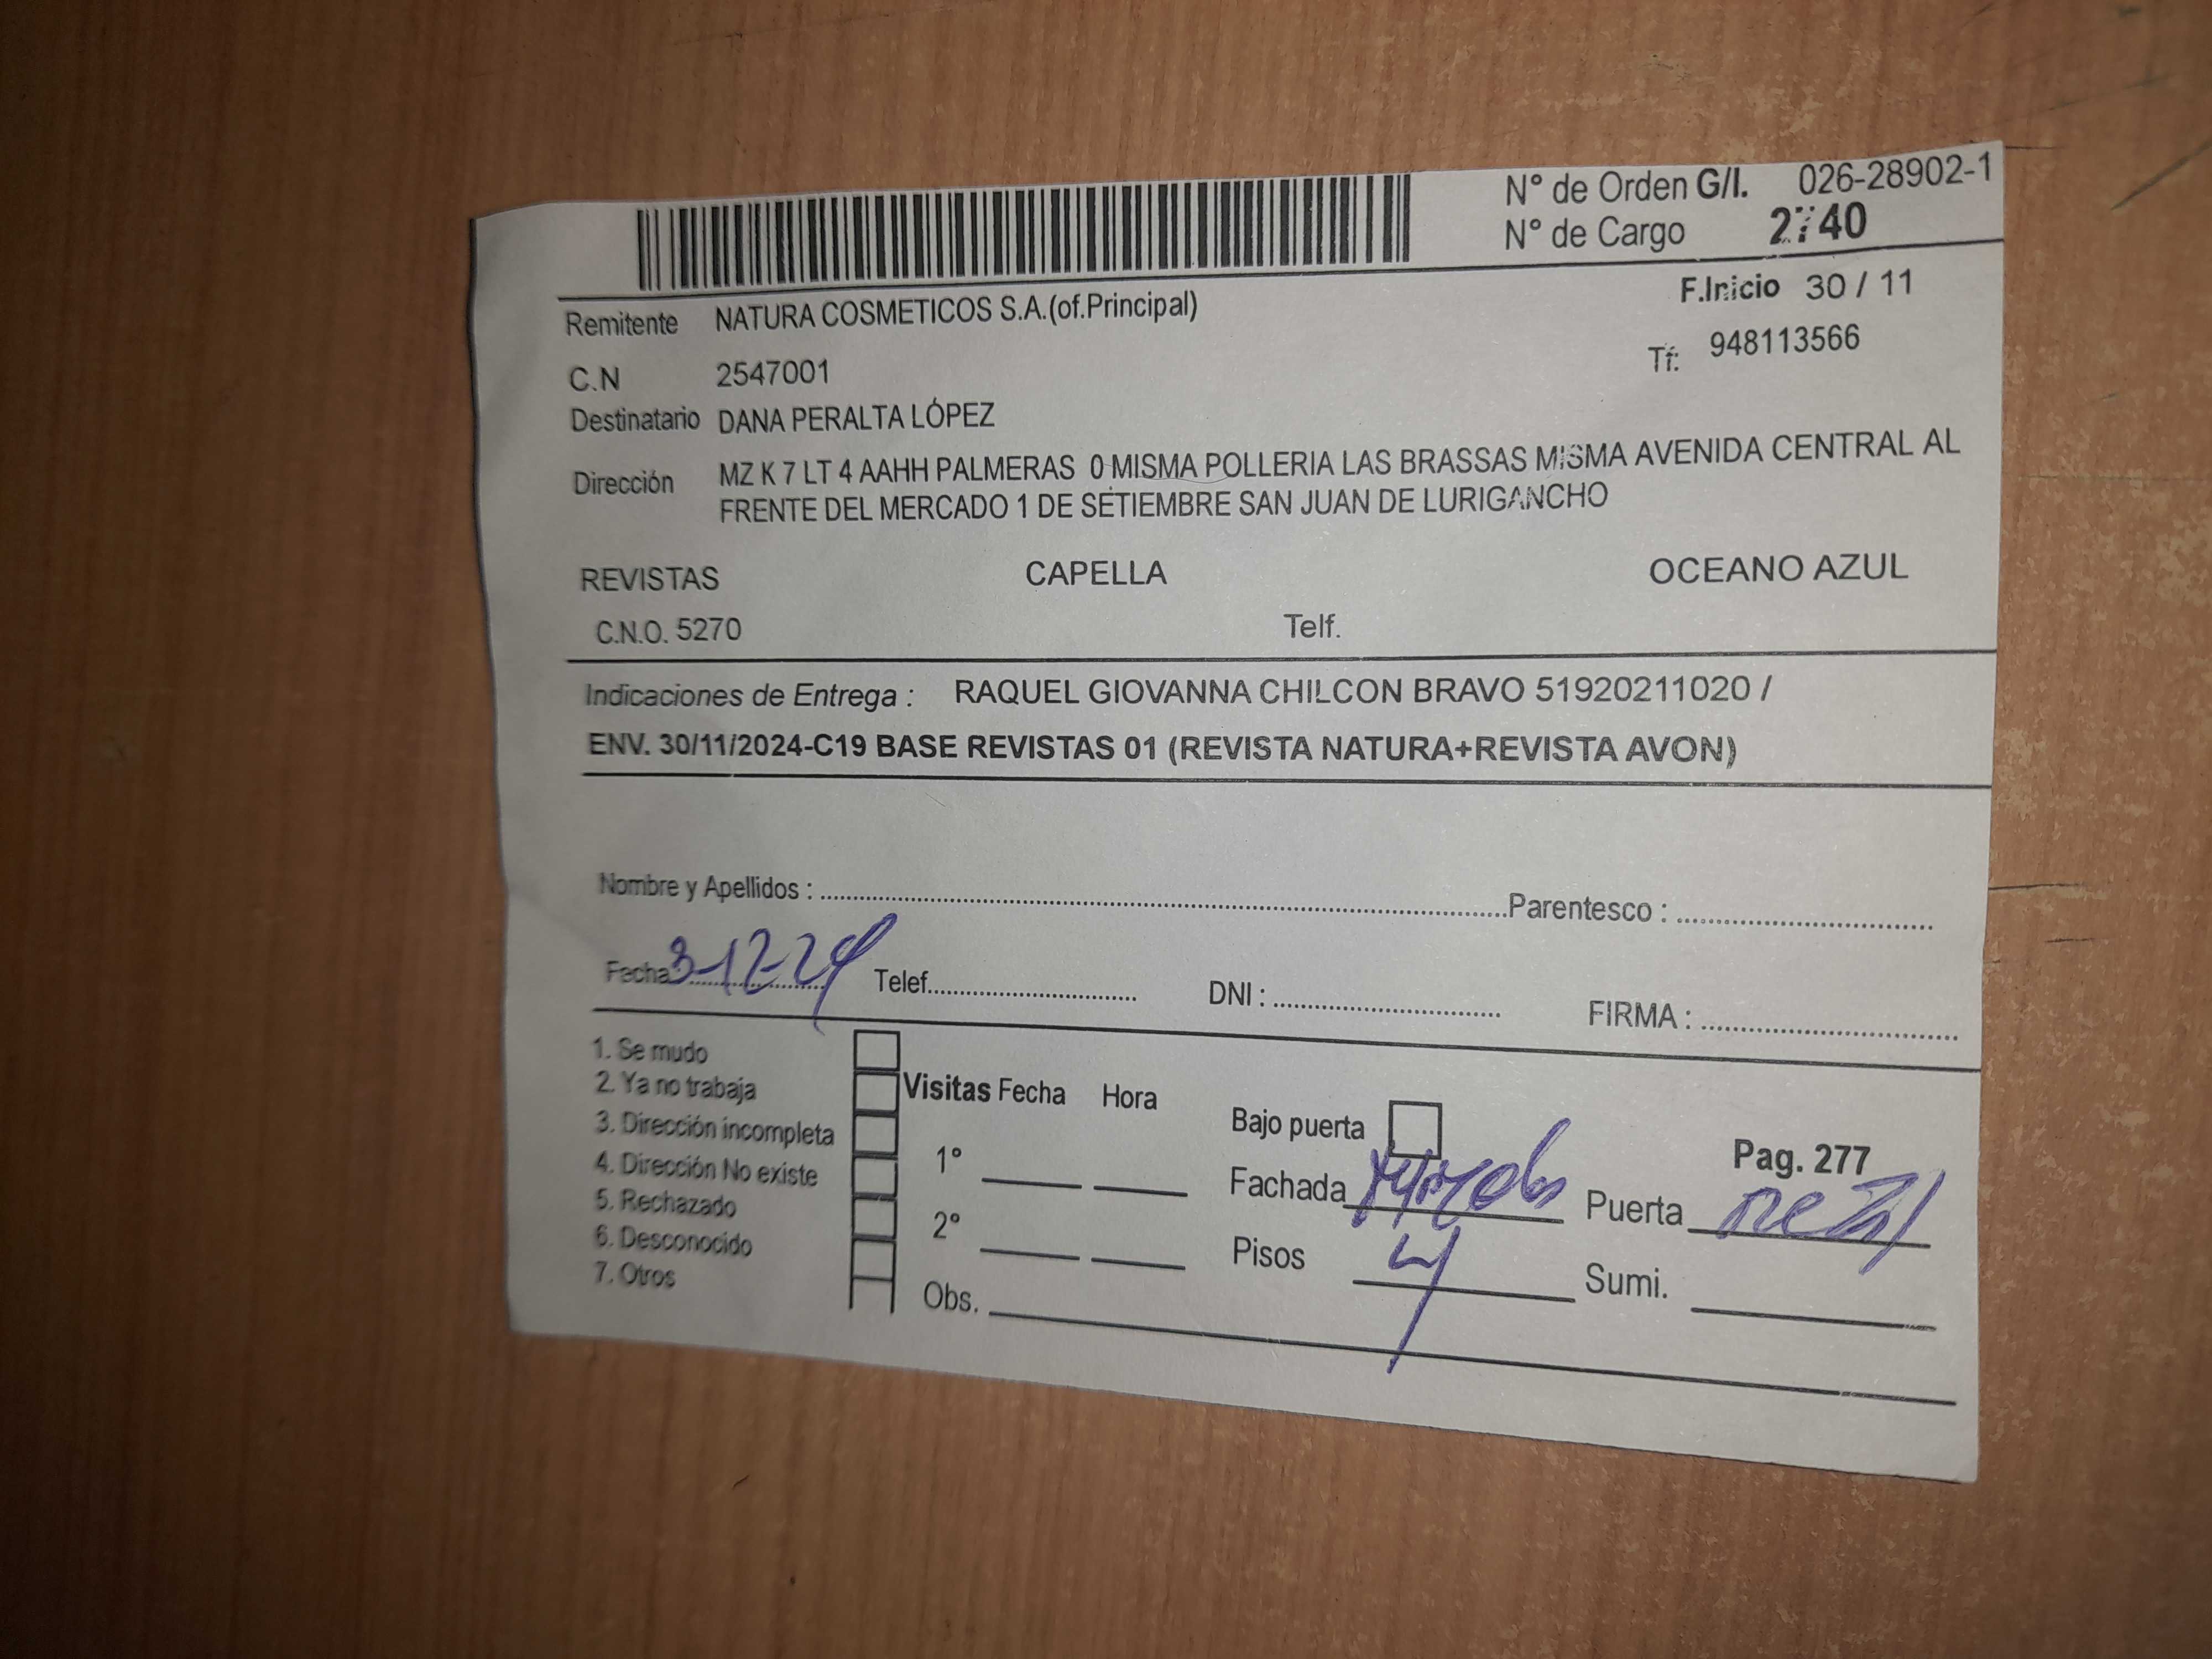 N° de Orden G/I. 026-28902-1
N° de Cargo 2740
F.Inicio 30 / 11
Remitente NATURA COSMETICOS S.A.(of.Principal)
Tf: 948113566
C.N 2547001
Destinatario DANA PERALTA LÓPEZ
Dirección MZ K 7 LT 4 AAHH PALMERAS 0 MISMA POLLERIA LAS BRASSAS MISMA AVENIDA CENTRAL AL
FRENTE DEL MERCADO 1 DE SETIEMBRE SAN JUAN DE LURIGANCHO
REVISTAS CAPELLA OCEANO AZUL
C.N.O. 5270 Telf.
Indicaciones de Entrega : RAQUEL GIOVANNA CHILCON BRAVO 51920211020 /
ENV. 30/11/2024-C19 BASE REVISTAS 01 (REVISTA NATURA+REVISTA AVON)
Nombre y Apellidos : Parentesco :
Fecha 3-12-24 Telef. DNI : FIRMA :
1. Se mudo
2. Ya no trabaja
3. Dirección incompleta
4. Dirección No existe
5. Rechazado
6. Desconocido
7. Otros
Visitas Fecha Hora
1°
2°
Obs.
Bajo puerta
Pag. 277
Fachada Puerta
Pisos 4 Sumi.